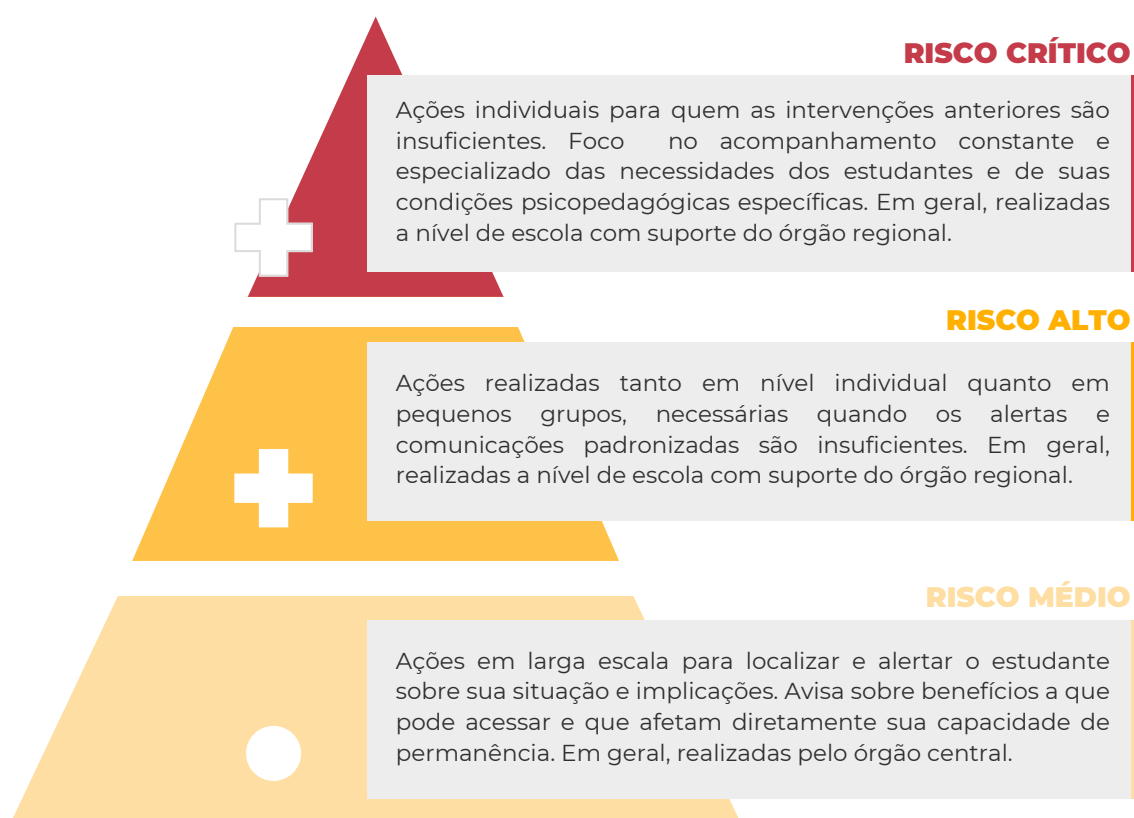 RISCO CRÍTICO
Ações individuais para quem as intervenções anteriores são
insuficientes. Foco no acompanhamento constante e
especializado das necessidades dos estudantes e de suas
condições psicopedagógicas específicas. Em geral, realizadas
a nível de escola com suporte do órgão regional.
RISCO ALTO
Ações realizadas tanto em nível individual quanto em
pequenos grupos, necessárias quando os alertas e
comunicações padronizadas são insuficientes. Em geral,
realizadas a nível de escola com suporte do órgão regional.
RISCO MÉDIO
Ações em larga escala para localizar e alertar o estudante
sobre sua situação e implicações. Avisa sobre benefícios a que
pode acessar e que afetam diretamente sua capacidade de
permanência. Em geral, realizadas pelo órgão central.